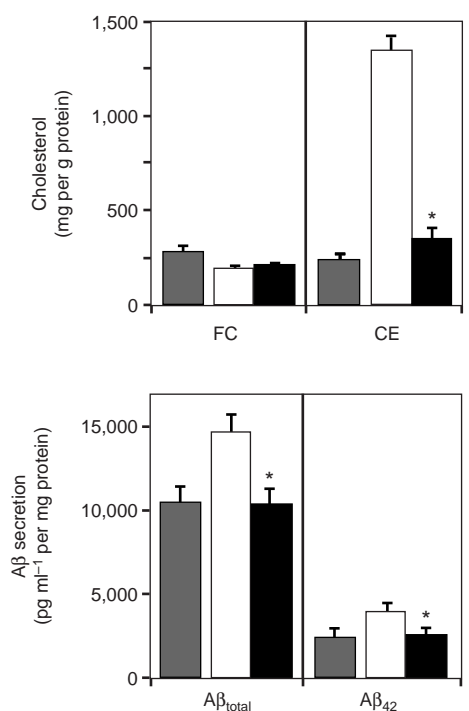 Cholesterol
(mg per g protein)
1,500
1,000
500
0
*
FC
CE
Aβ secretion
(pg ml⁻¹ per mg protein)
15,000
10,000
5,000
0
*
*
Aβtotal
Aβ42